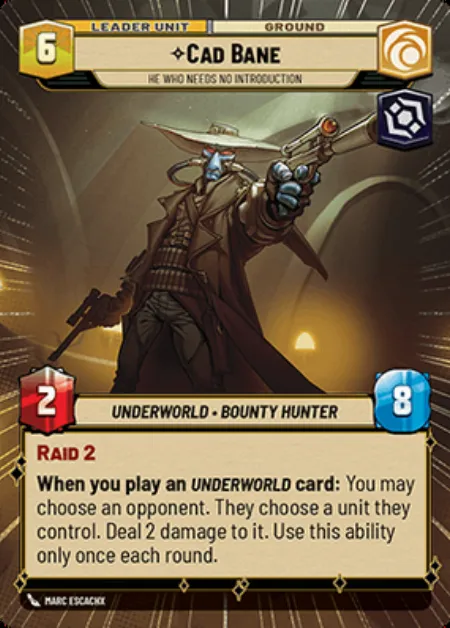 LEADER UNIT
GROUND
6
CAD BANE
HE WHO NEEDS NO INTRODUCTION
2
UNDERWORLD • BOUNTY HUNTER
8
RAID 2
When you play an UNDERWORLD card: You may
choose an opponent. They choose a unit they
control. Deal 2 damage to it. Use this ability
only once each round.
MARC ESCACHX